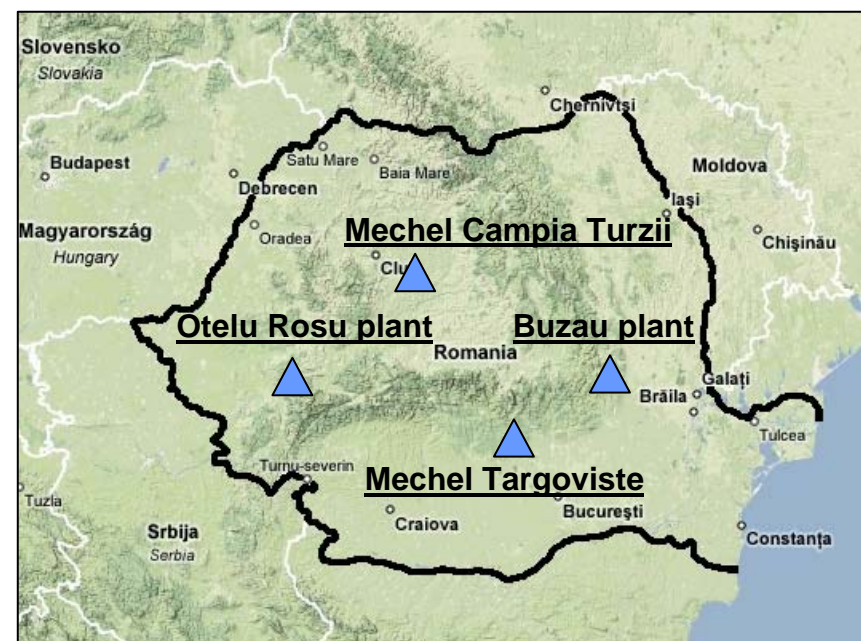 Slovensko
Slovakia
Chernivtsi
Satu Mare
Baia Mare
Budapest
Debrecen
Moldova
Iaşi
Magyarország
Hungary
Oradea
Mechel Campia Turzii
Chişinău
Clu
Otelu Rosu plant
Buzau plant
Romania
Galaţi
Brăila
Tulcea
Turnu-severin
Mechel Targoviste
Tuzla
Bucureşti
Craiova
Srbija
Serbia
Constanţa